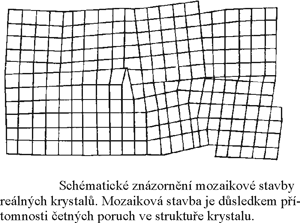 Schématické znázornění mozaikové stavby
reálných krystalů. Mozaiková stavba je důsledkem pří-
tomnosti četných poruch ve struktuře krystalu.